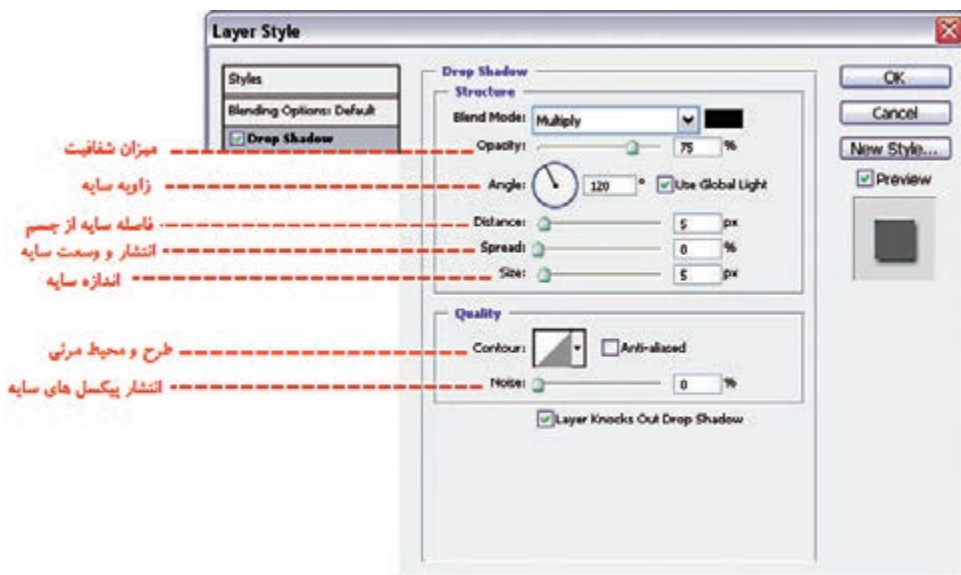 Layer Style
Styles
Blending Options: Default
Drop Shadow
Drop Shadow
Structure
Blend Mode: Multiply
Opacity: 75 %
Angle: 120 ° Use Global Light
Distance: 5 px
Spread: 0 %
Size: 5 px
Quality
Contour: Anti-aliased
Noise: 0 %
Layer Knocks Out Drop Shadow
OK
Cancel
New Style...
Preview
میزان شفافیت
زاویه سایه
فاصله سایه از جسم
انتشار و وسعت سایه
اندازه سایه
طرح و محیط مرئی
انتشار پیکسل های سایه